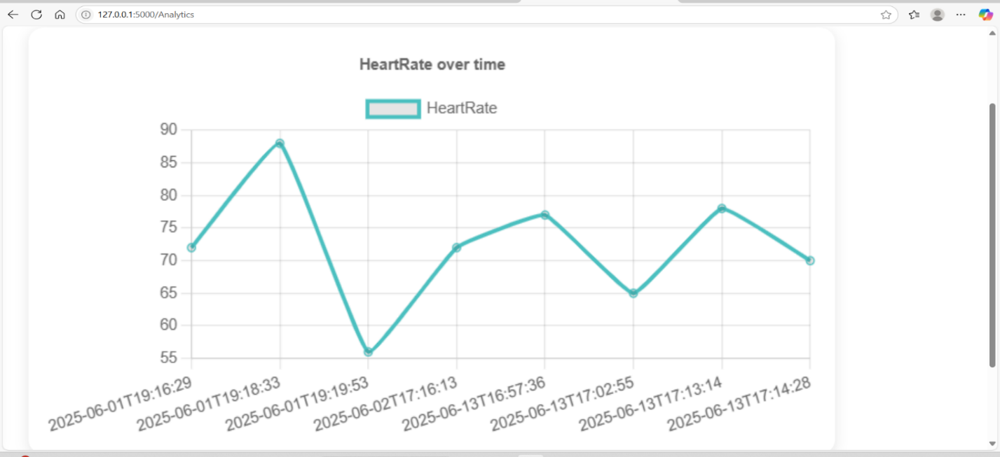 127.0.0.1:5000/Analytics
HeartRate over time
HeartRate
90
85
80
75
70
65
60
55
2025-06-01T19:16:29
2025-06-01T19:18:33
2025-06-01T19:19:53
2025-06-02T17:16:13
2025-06-13T16:57:36
2025-06-13T17:02:55
2025-06-13T17:13:14
2025-06-13T17:14:28